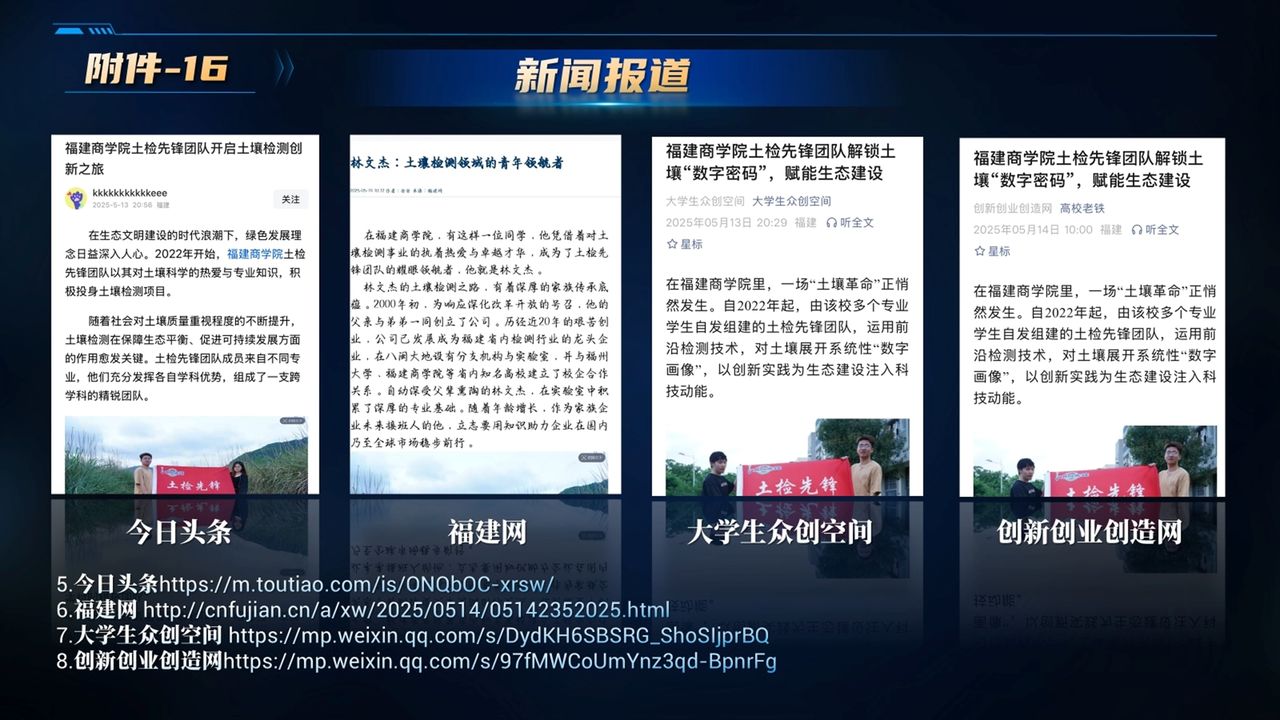 附件-16
新闻报道
福建商学院土检先锋团队开启土壤检测创
新之旅
kkkkkkkkkkkeee
2025-5-13 20:56 福建
关注
在生态文明建设的时代浪潮下，绿色发展理
念日益深入人心。2022年开始，福建商学院土检
先锋团队以其对土壤科学的热爱与专业知识，积
极投身土壤检测项目。
随着社会对土壤质量重视程度的不断提升，
土壤检测在保障生态平衡、促进可持续发展方面
的作用愈发关键。土检先锋团队成员来自不同专
业，他们充分发挥各自学科优势，组成了一支跨
学科的精锐团队。
土检先锋
今日头条
林文杰：土壤检测领域的青年领航者
在福建商学院，有这样一位同学，他凭借着对土
壤检测事业的执着热爱与卓越才华，成为了土检先
锋团队的耀眼领航者，他就是林文杰。
林文杰的土壤检测之路，有着深厚的家族传承底
蕴。2000年初，为响应深化改革开放的号召，他的
父亲与弟弟一同创立了公司。历经近20年的艰苦创
业，公司已发展成为福建省内检测行业的龙头企
业，在八闽大地设有分支机构与实验室，并与福州
大学，福建商学院等省内知名高校建立了校企合作
关系。自幼深受父辈熏陶的林文杰，在实验室中积
累了深厚的专业基础。随着年龄增长，作为家族企
业未来接班人的他，立志要用知识助力企业在国内
乃至全球市场稳步前行。
福建网
福建商学院土检先锋团队解锁土
壤“数字密码”，赋能生态建设
大学生众创空间 大学生众创空间
2025年05月13日 20:29 福建 听全文
星标
在福建商学院里，一场“土壤革命”正悄
然发生。自2022年起，由该校多个专业
学生自发组建的土检先锋团队，运用前
沿检测技术，对土壤展开系统性“数字
画像”，以创新实践为生态建设注入科
技动能。
土检先锋
大学生众创空间
福建商学院土检先锋团队解锁土
壤“数字密码”，赋能生态建设
创新创业创造网 高校老铁
2025年05月14日 10:00 福建 听全文
星标
在福建商学院里，一场“土壤革命”正悄
然发生。自2022年起，由该校多个专业
学生自发组建的土检先锋团队，运用前
沿检测技术，对土壤展开系统性“数字
画像”，以创新实践为生态建设注入科
技动能。
土检先锋
创新创业创造网
5.今日头条https://m.toutiao.com/is/ONQbOC-xrsw/
6.福建网 http://cnfujian.cn/a/xw/2025/0514/05142352025.html
7.大学生众创空间 https://mp.weixin.qq.com/s/DydKH6SBSRG_ShoSIjprBQ
8.创新创业创造网https://mp.weixin.qq.com/s/97fMWCoUmYnz3qd-BpnrFg